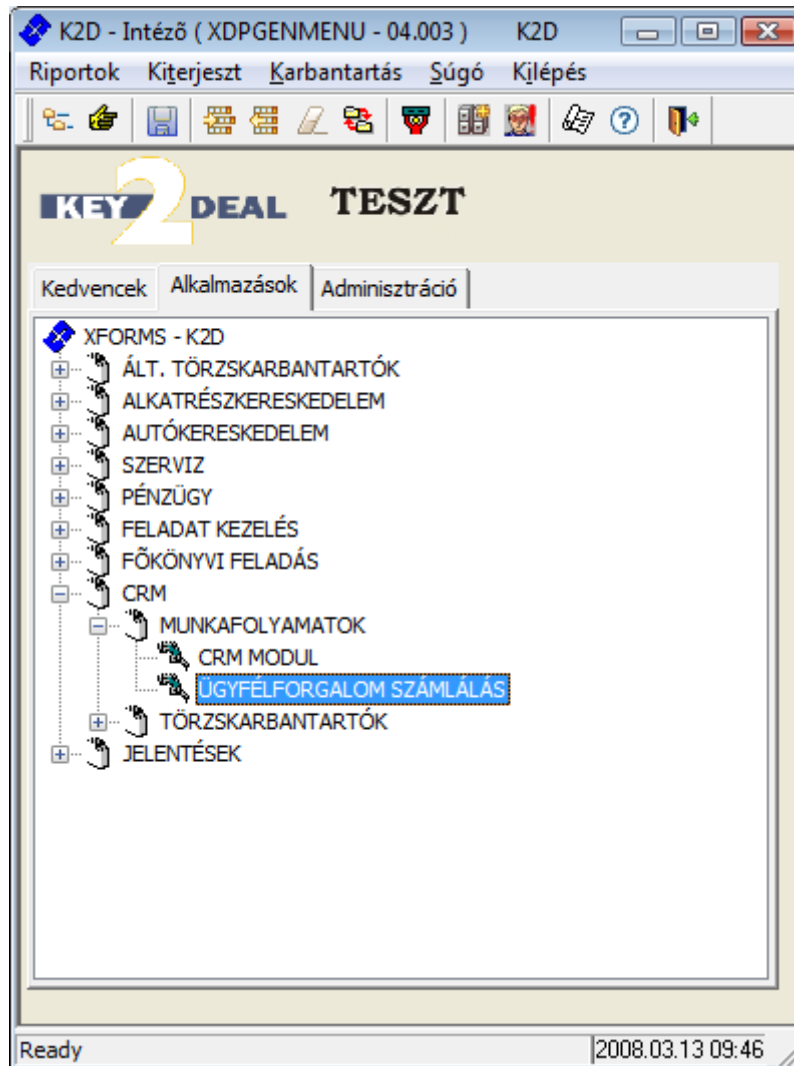 K2D - Intéző ( XDPGENMENU - 04.003 ) K2D
Riportok Kiterjeszt Karbantartás Súgó Kilépés
KEY 2 DEAL TESZT
Kedvencek Alkalmazások Adminisztráció
XFORMS - K2D
ÁLT. TÖRZSKARBANTARTÓK
ALKATRÉSZKERESKEDELEM
AUTÓKERESKEDELEM
SZERVIZ
PÉNZÜGY
FELADAT KEZELÉS
FÕKÖNYVI FELADÁS
CRM
MUNKAFOLYAMATOK
CRM MODUL
ÜGYFÉLFORGALOM SZÁMLÁLÁS
TÖRZSKARBANTARTÓK
JELENTÉSEK
Ready 2008.03.13 09:46